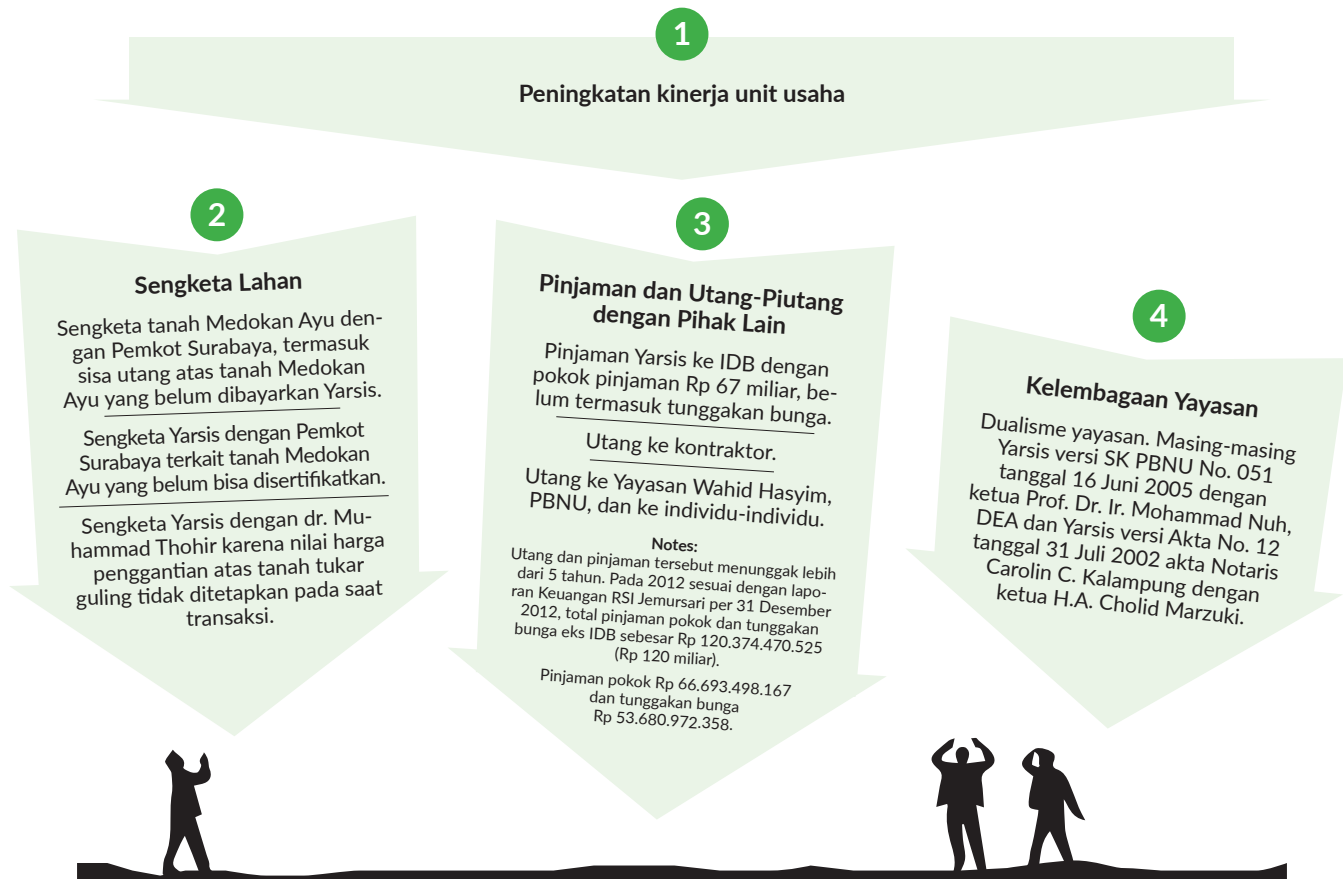 1
Peningkatan kinerja unit usaha
2
Sengketa Lahan
Sengketa tanah Medokan Ayu den-
gan Pemkot Surabaya, termasuk
sisa utang atas tanah Medokan
Ayu yang belum dibayarkan Yarsis.
Sengketa Yarsis dengan Pemkot
Surabaya terkait tanah Medokan
Ayu yang belum bisa disertifikatkan.
Sengketa Yarsis dengan dr. Mu-
hammad Thohir karena nilai harga
penggantian atas tanah tukar
guling tidak ditetapkan pada saat
transaksi.
3
Pinjaman dan Utang-Piutang
dengan Pihak Lain
Pinjaman Yarsis ke IDB dengan
pokok pinjaman Rp 67 miliar, be-
lum termasuk tunggakan bunga.
Utang ke kontraktor.
Utang ke Yayasan Wahid Hasyim,
PBNU, dan ke individu-individu.
Notes:
Utang dan pinjaman tersebut menunggak lebih
dari 5 tahun. Pada 2012 sesuai dengan lapo-
ran Keuangan RSI Jemursari per 31 Desember
2012, total pinjaman pokok dan tunggakan
bunga eks IDB sebesar Rp 120.374.470.525
(Rp 120 miliar).
Pinjaman pokok Rp 66.693.498.167
dan tunggakan bunga
Rp 53.680.972.358.
4
Kelembagaan Yayasan
Dualisme yayasan. Masing-masing
Yarsis versi SK PBNU No. 051
tanggal 16 Juni 2005 dengan
ketua Prof. Dr. Ir. Mohammad Nuh,
DEA dan Yarsis versi Akta No. 12
tanggal 31 Juli 2002 akta Notaris
Carolin C. Kalampung dengan
ketua H.A. Cholid Marzuki.